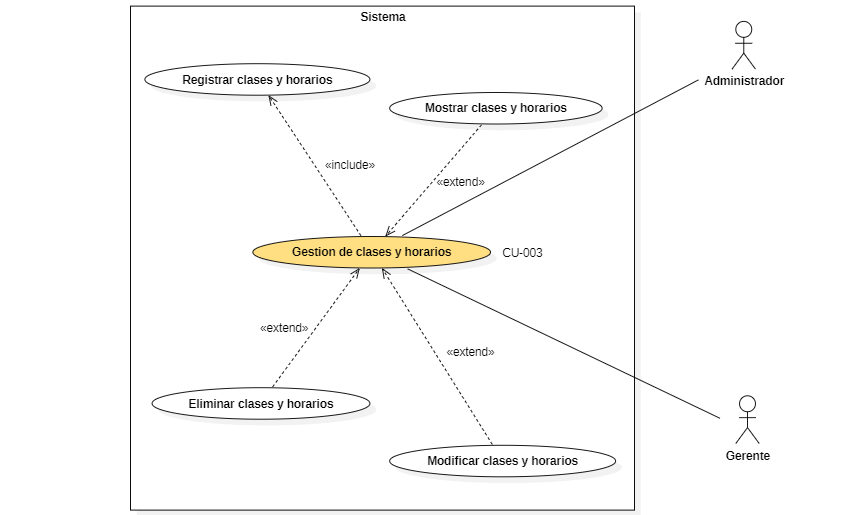 Sistema
Administrador
Registrar clases y horarios
Mostrar clases y horarios
«include»
«extend»
Gestion de clases y horarios
CU-003
«extend»
«extend»
Eliminar clases y horarios
Modificar clases y horarios
Gerente